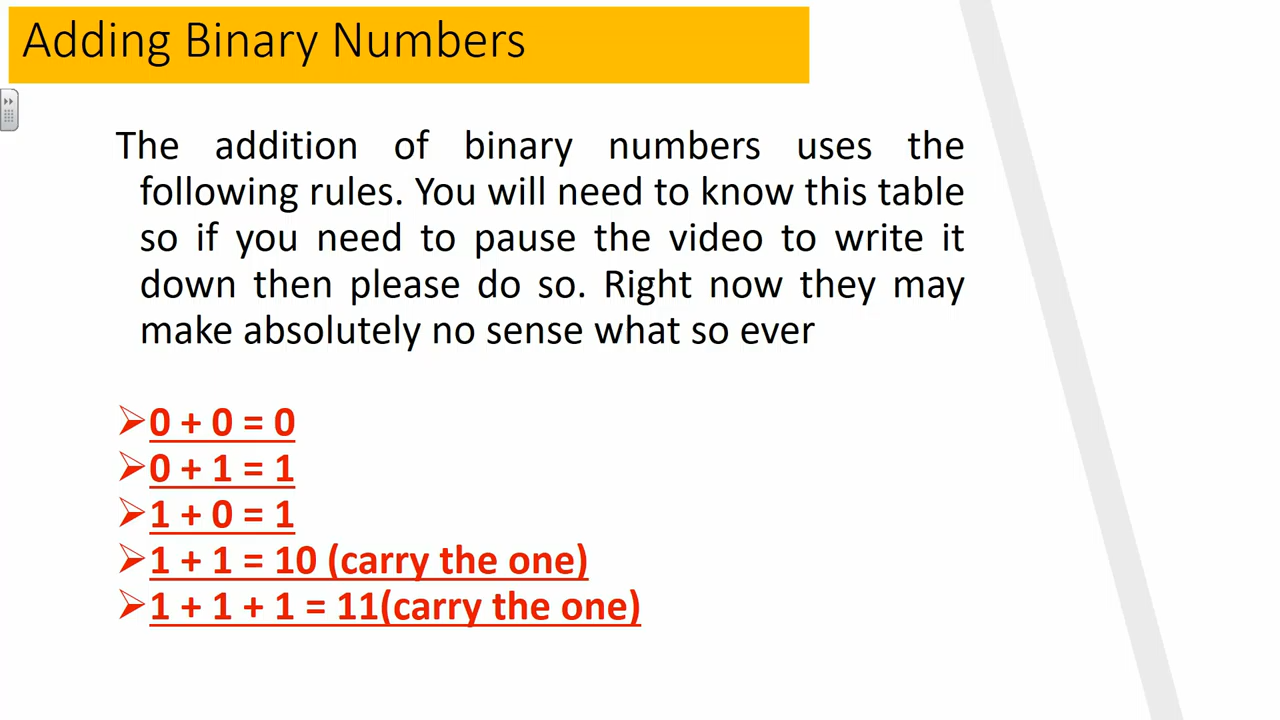 Adding Binary Numbers
The addition of binary numbers uses the
following rules. You will need to know this table
so if you need to pause the video to write it
down then please do so. Right now they may
make absolutely no sense what so ever
➢0 + 0 = 0
➢0 + 1 = 1
➢1 + 0 = 1
➢1 + 1 = 10 (carry the one)
➢1 + 1 + 1 = 11(carry the one)